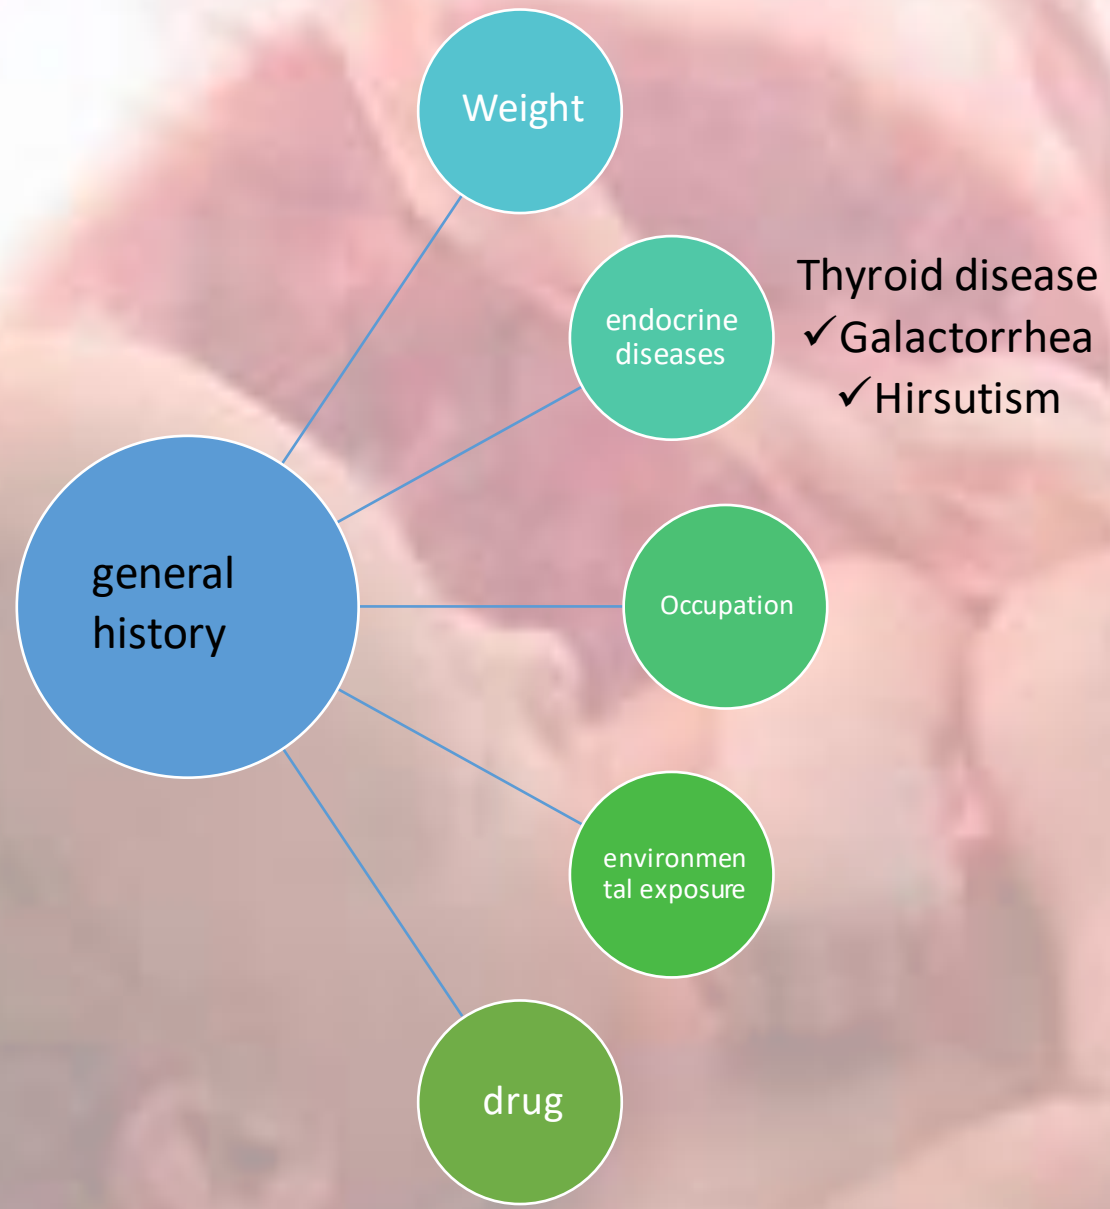 Weight
endocrine
diseases
Thyroid disease
✓Galactorrhea
✓Hirsutism
general
history
Occupation
environmen
tal exposure
drug